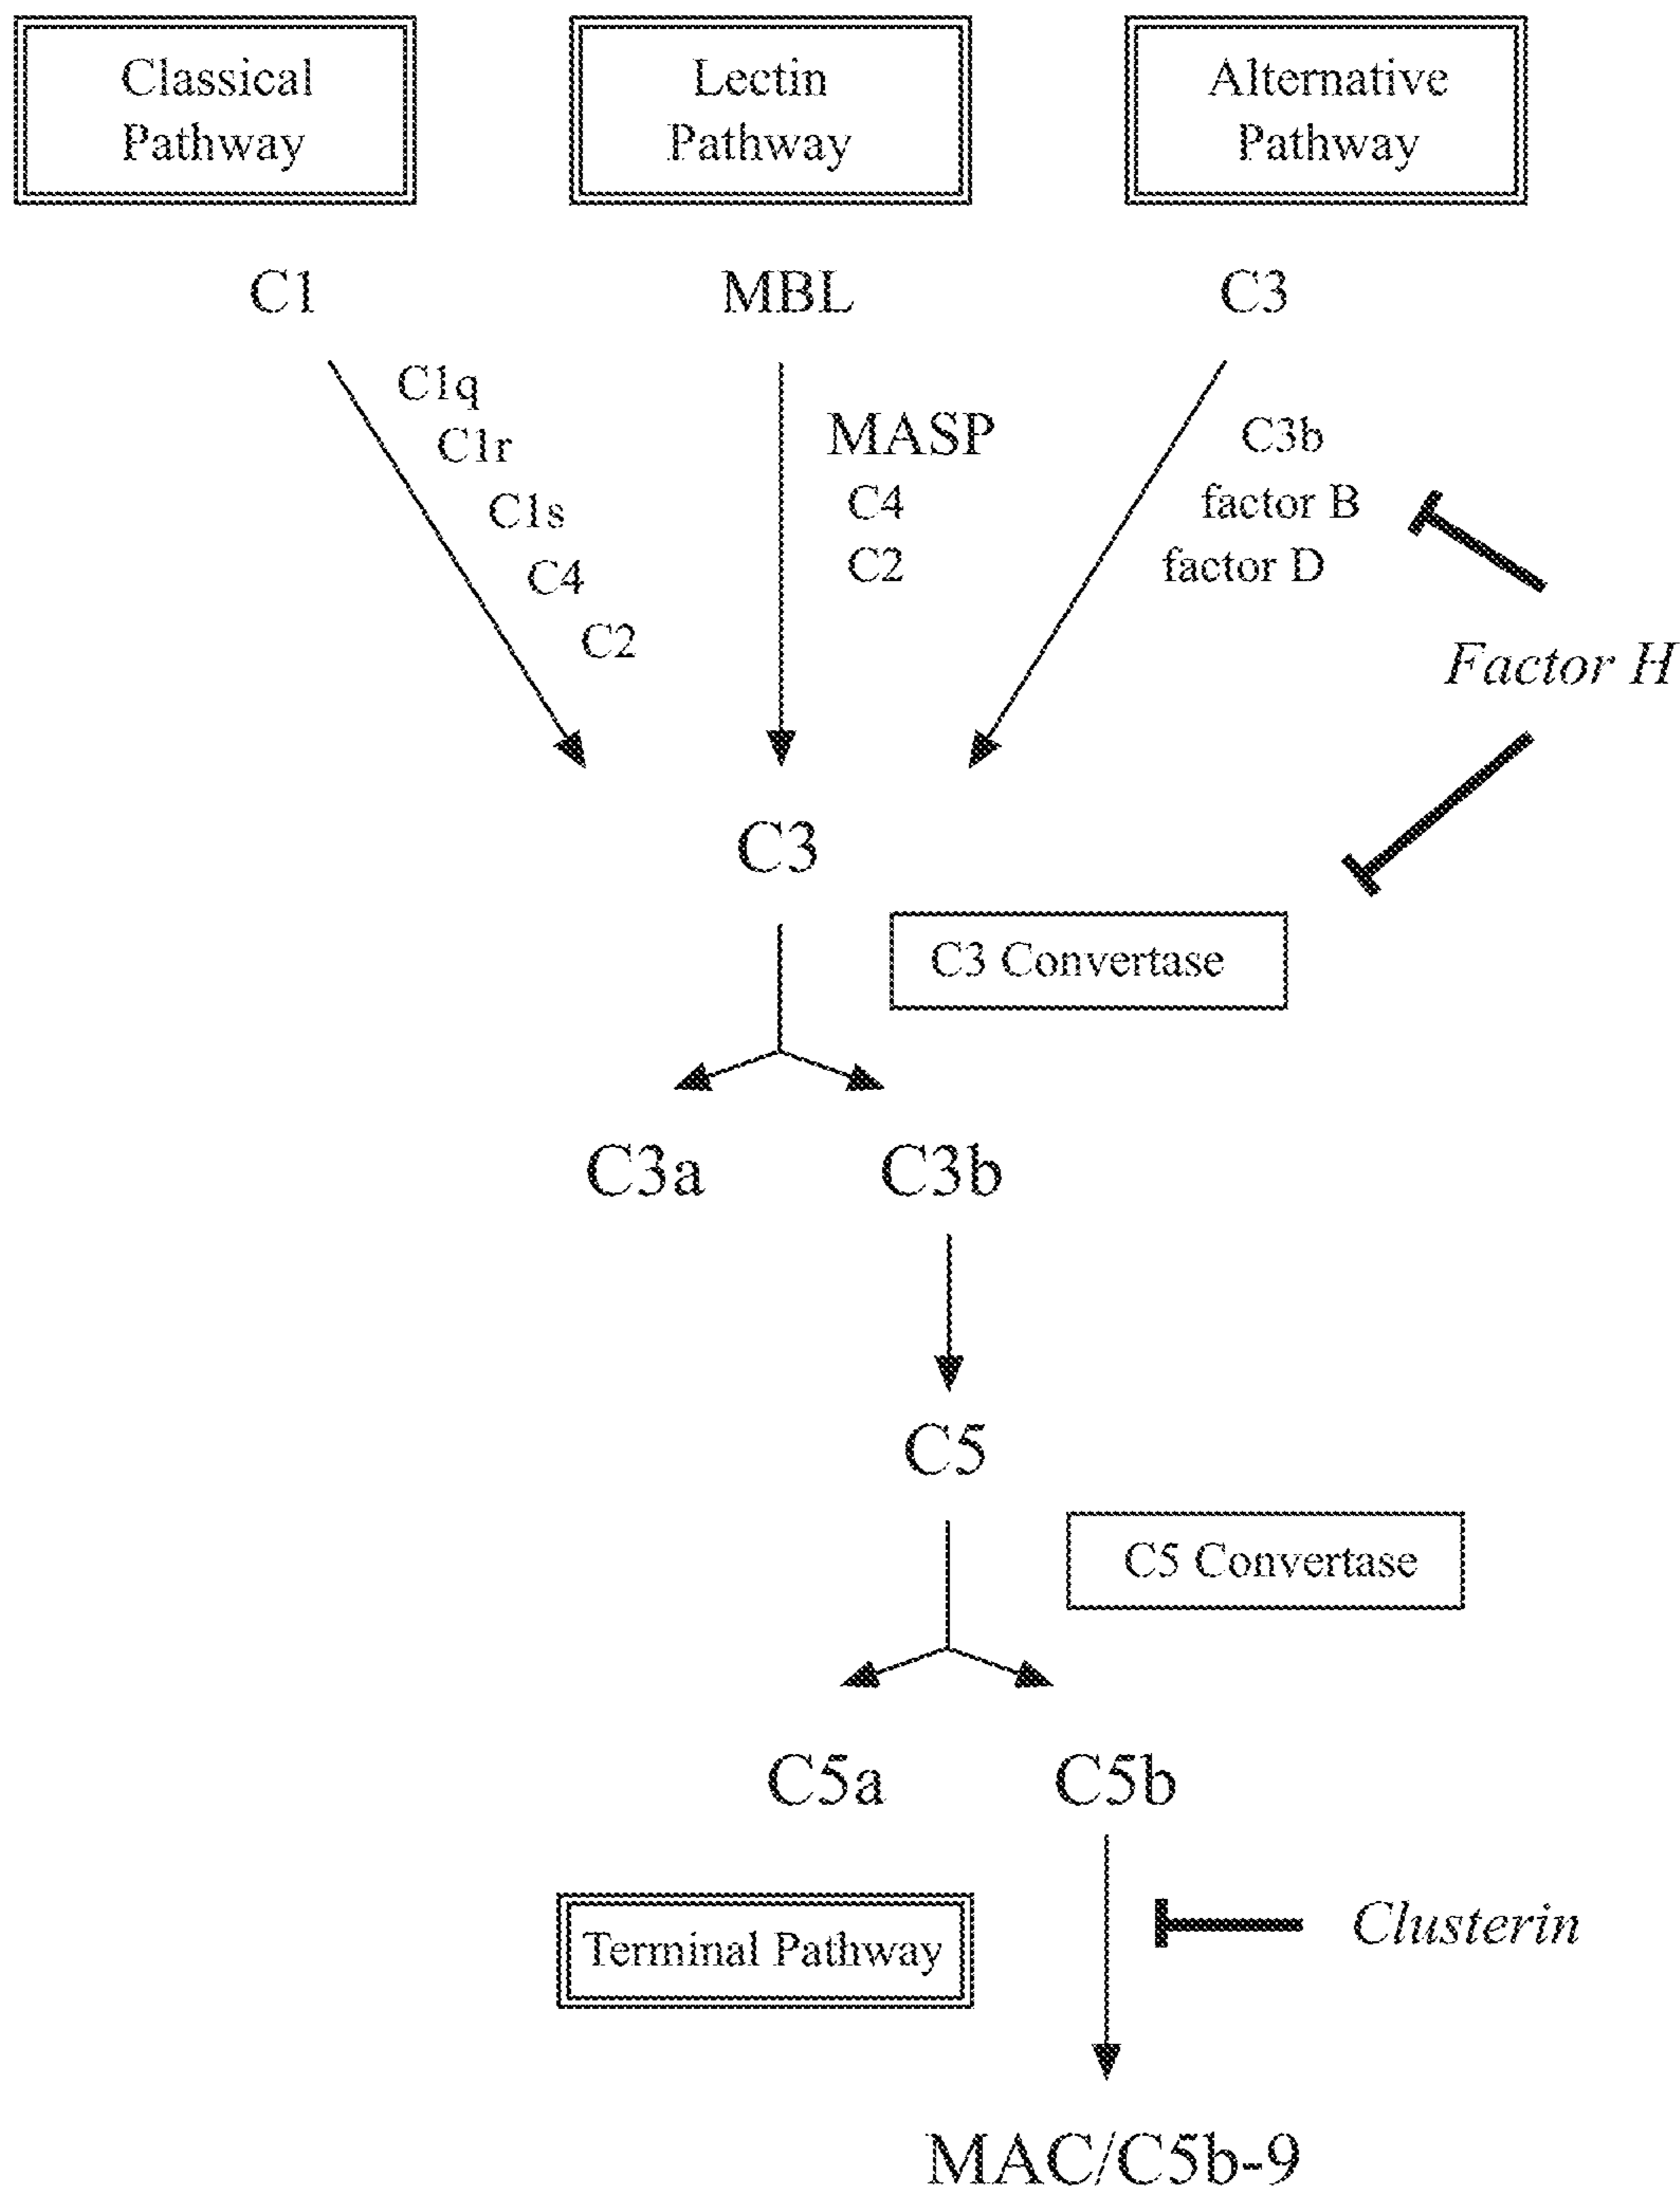 Classical
Pathway
Lectin
Pathway
Alternative
Pathway
C1
MBL
C3
C1q
C1r
C1s
C4
C2
MASP
C4
C2
C3b
factor B
factor D
Factor H
C3
C3 Convertase
C3a
C3b
C5
C5 Convertase
C5a
C5b
Terminal Pathway
Clusterin
MAC/C5b-9